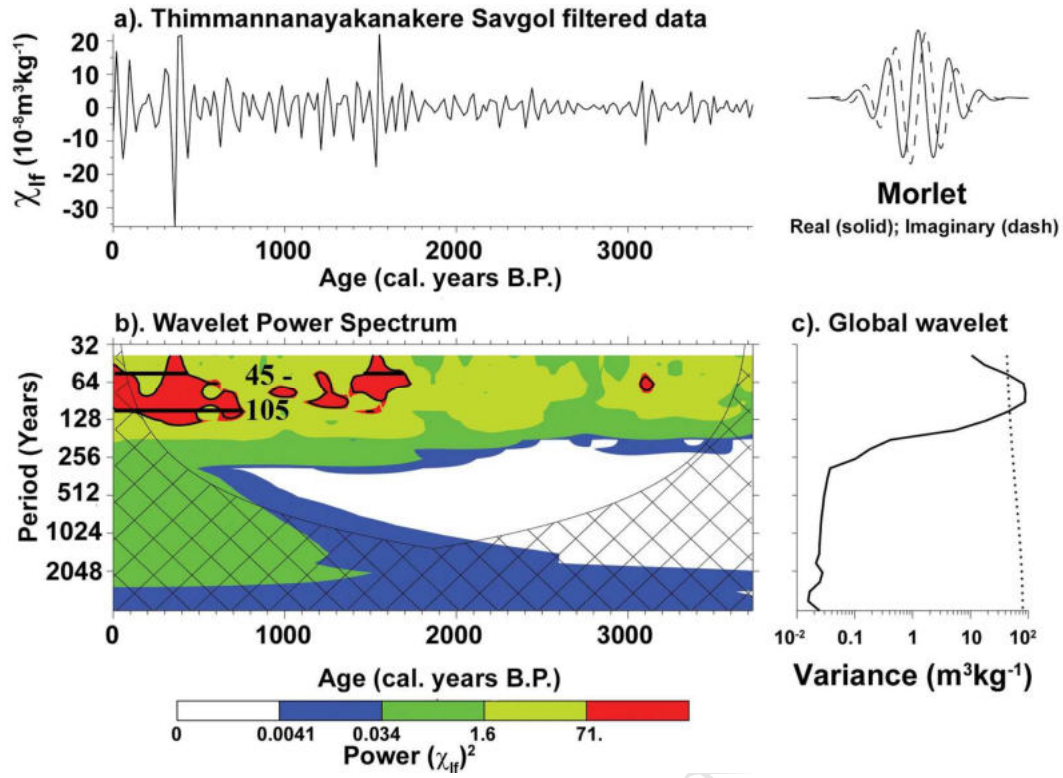 a). Thimmannanayakanakere Savgol filtered data
20
10
0
-10
-20
-30
χlf (10-8m3kg-1)
0 1000 2000 3000
Age (cal. years B.P.)
Morlet
Real (solid); Imaginary (dash)
b). Wavelet Power Spectrum
32
64
128
256
512
1024
2048
Period (Years)
45 -
105
0 1000 2000 3000
Age (cal. years B.P.)
c). Global wavelet
10-2 0.1 1 10 102
Variance (m3kg-1)
0 0.0041 0.034 1.6 71.
Power (χlf)2